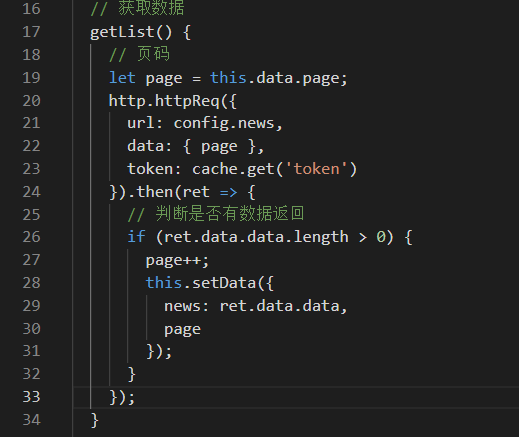 16 // 获取数据
17 getList() {
18 // 页码
19 let page = this.data.page;
20 http.httpReq({
21 url: config.news,
22 data: { page },
23 token: cache.get('token')
24 }).then(ret => {
25 // 判断是否有数据返回
26 if (ret.data.data.length > 0) {
27 page++;
28 this.setData({
29 news: ret.data.data,
30 page
31 });
32 }
33 });
34 }